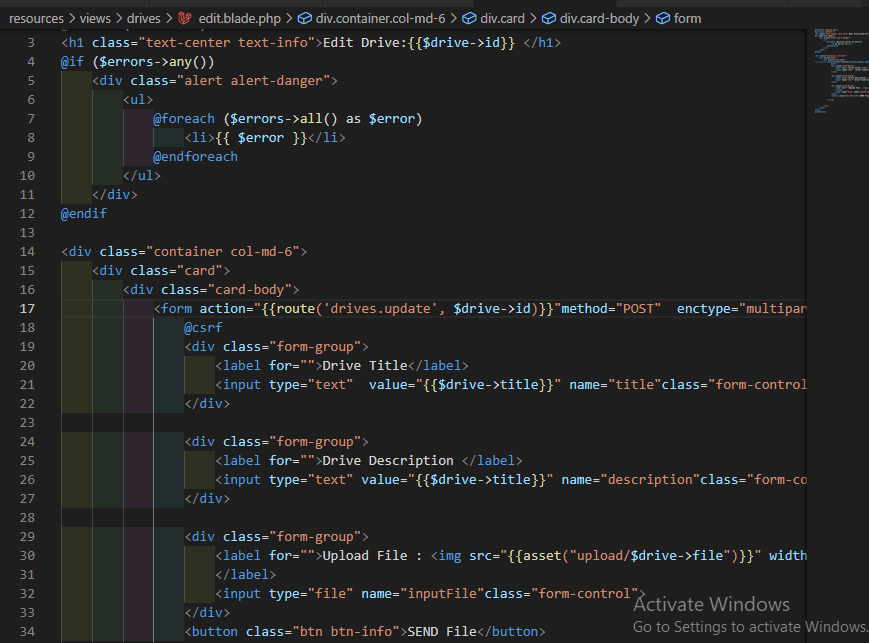 resources > views > drives > edit.blade.php > div.container.col-md-6 > div.card > div.card-body > form
3 <h1 class="text-center text-info">Edit Drive:{{$drive->id}} </h1>
4 @if ($errors->any())
5 <div class="alert alert-danger">
6 <ul>
7 @foreach ($errors->all() as $error)
8 <li>{{ $error }}</li>
9 @endforeach
10 </ul>
11 </div>
12 @endif
13
14 <div class="container col-md-6">
15 <div class="card">
16 <div class="card-body">
17 <form action="{{route('drives.update', $drive->id)}}"method="POST"  enctype="multipar
18 @csrf
19 <div class="form-group">
20 <label for="">Drive Title</label>
21 <input type="text"  value="{{$drive->title}}" name="title"class="form-control
22 </div>
23
24 <div class="form-group">
25 <label for="">Drive Description </label>
26 <input type="text" value="{{$drive->title}}" name="description"class="form-co
27 </div>
28
29 <div class="form-group">
30 <label for="">Upload File : <img src="{{asset("upload/$drive->file")}}" width
31 </label>
32 <input type="file" name="inputFile"class="form-control">
33 </div>
34 <button class="btn btn-info">SEND File</button>
Activate Windows
Go to Settings to activate Windows.